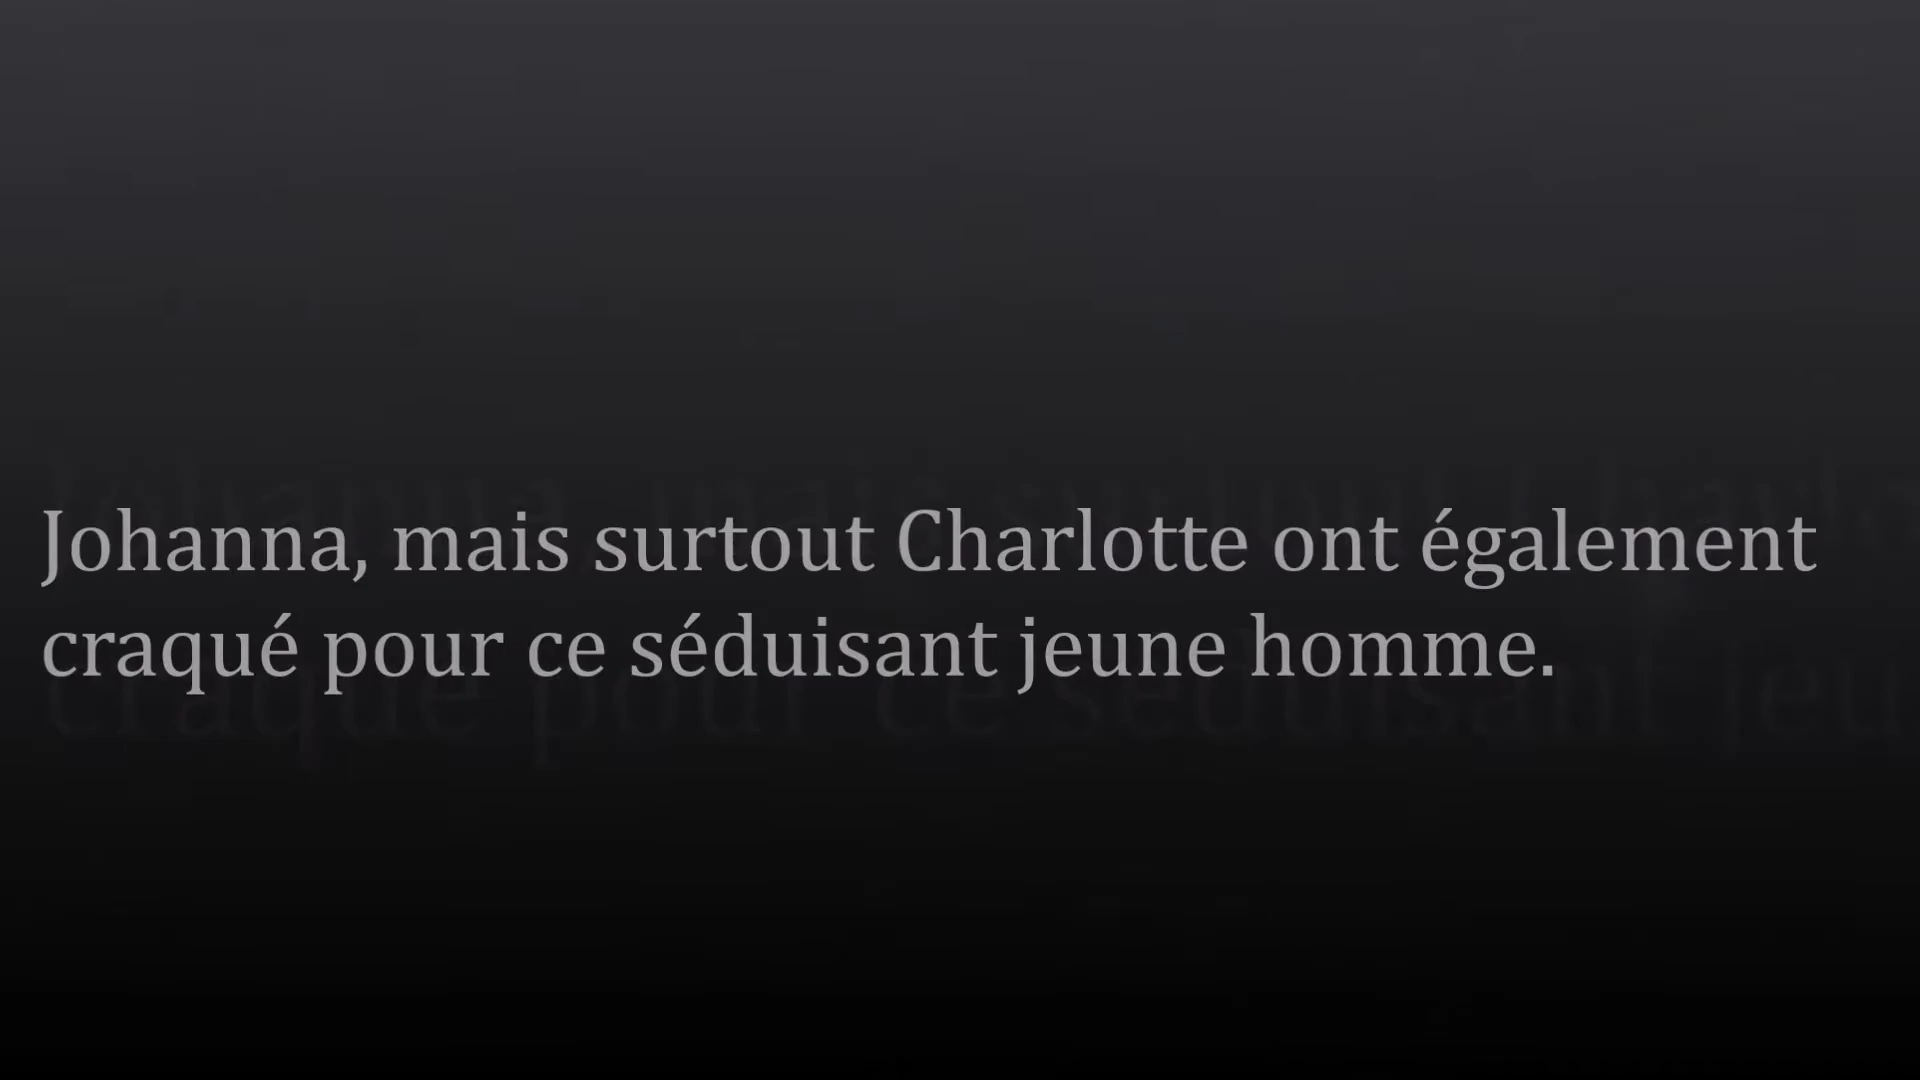 Johanna, mais surtout Charlotte ont également
craqué pour ce séduisant jeune homme.